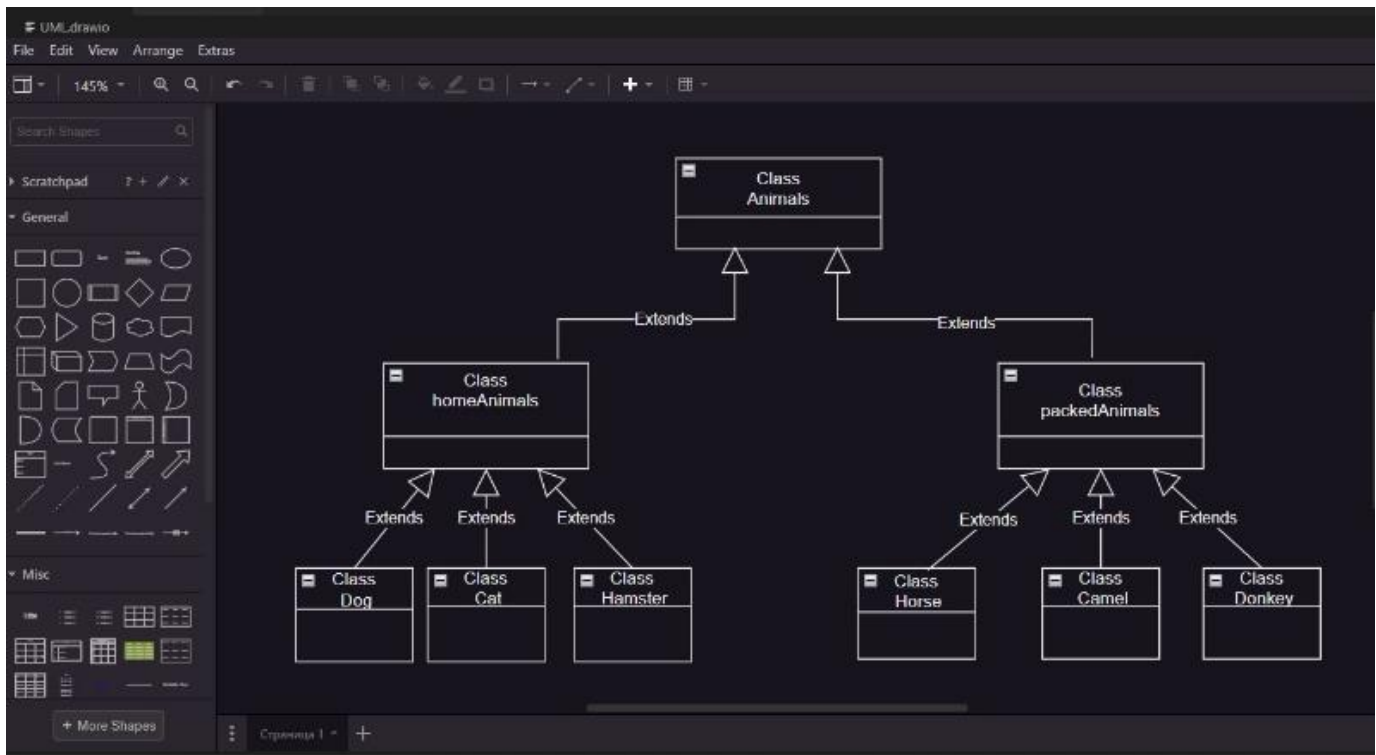 UML.drawio
File Edit View Arrange Extras
145%
Search Shapes
Scratchpad ? + ×
General
Misc
+ More Shapes
Class
Animals
Extends
Extends
Class
homeAnimals
Class
packedAnimals
Extends
Extends
Extends
Extends
Extends
Extends
Class
Dog
Class
Cat
Class
Hamster
Class
Horse
Class
Camel
Class
Donkey
Страница 1